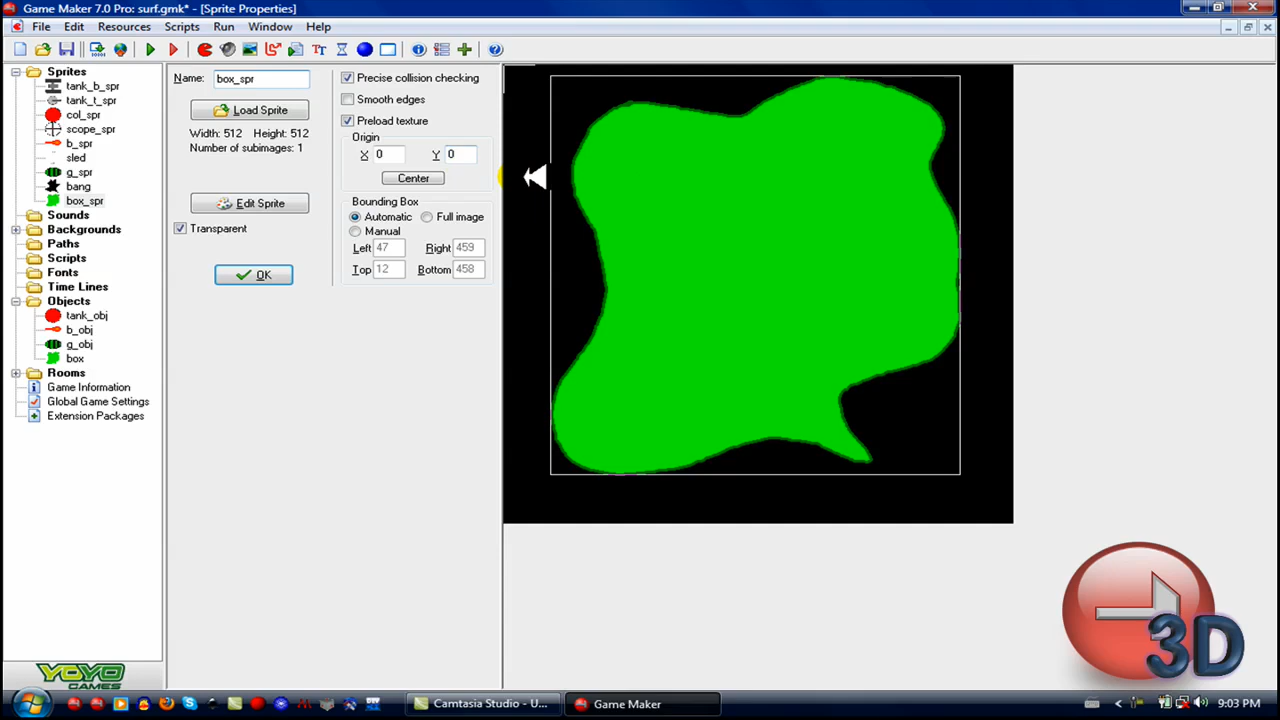 Game Maker 7.0 Pro: surf.gmk* - [Sprite Properties]
File Edit Resources Scripts Run Window Help
Sprites
tank_b_spr
tank_t_spr
col_spr
scope_spr
b_spr
sled
g_spr
bang
box_spr
Sounds
Backgrounds
Paths
Scripts
Fonts
Time Lines
Objects
tank_obj
b_obj
g_obj
box
Rooms
Game Information
Global Game Settings
Extension Packages
YOYO
GAMES
Name: box_spr
Load Sprite
Width: 512 Height: 512
Number of subimages: 1
Edit Sprite
Transparent
OK
Precise collision checking
Smooth edges
Preload texture
Origin
X 0 Y 0
Center
Bounding Box
Automatic Full image
Manual
Left 47 Right 459
Top 12 Bottom 458
3D
Camtasia Studio - U... Game Maker 9:03 PM